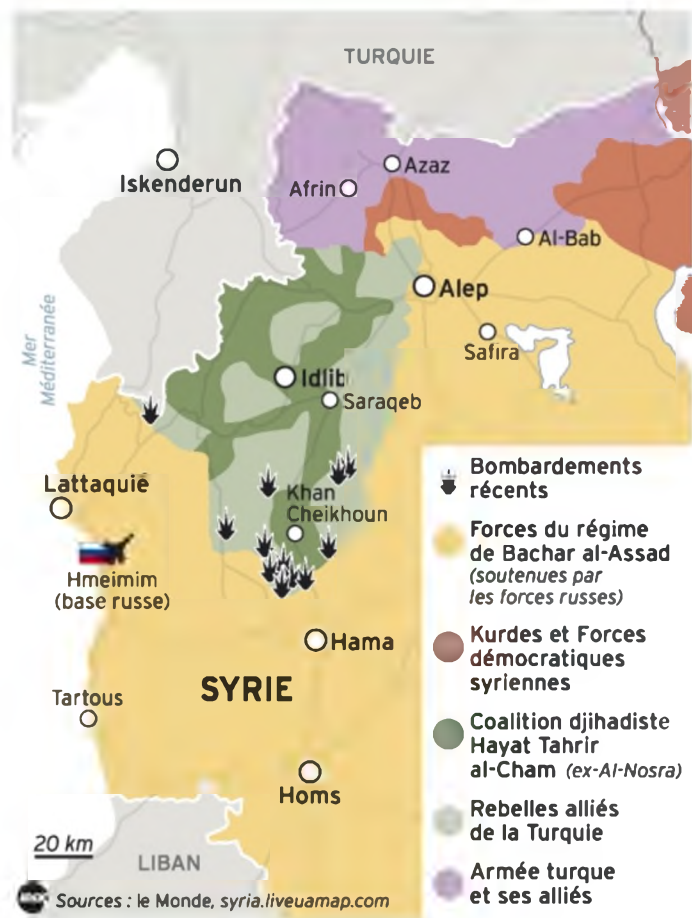 TURQUIE
Iskenderun
Azaz
Afrin
Al-Bab
Alep
Mer
Méditerranée
Safira
Idlib
Saraqeb
Lattaquié
Khan
Cheikhoun
Hmeimim
(base russe)
Hama
SYRIE
Tartous
Homs
20 km
LIBAN
Bombardements
récents
Forces du régime
de Bachar al-Assad
(soutenues par
les forces russes)
Kurdes et Forces
démocratiques
syriennes
Coalition djihadiste
Hayat Tahrir
al-Cham (ex-Al-Nosra)
Rebelles alliés
de la Turquie
Armée turque
et ses alliés
Sources : le Monde, syria.liveuamap.com